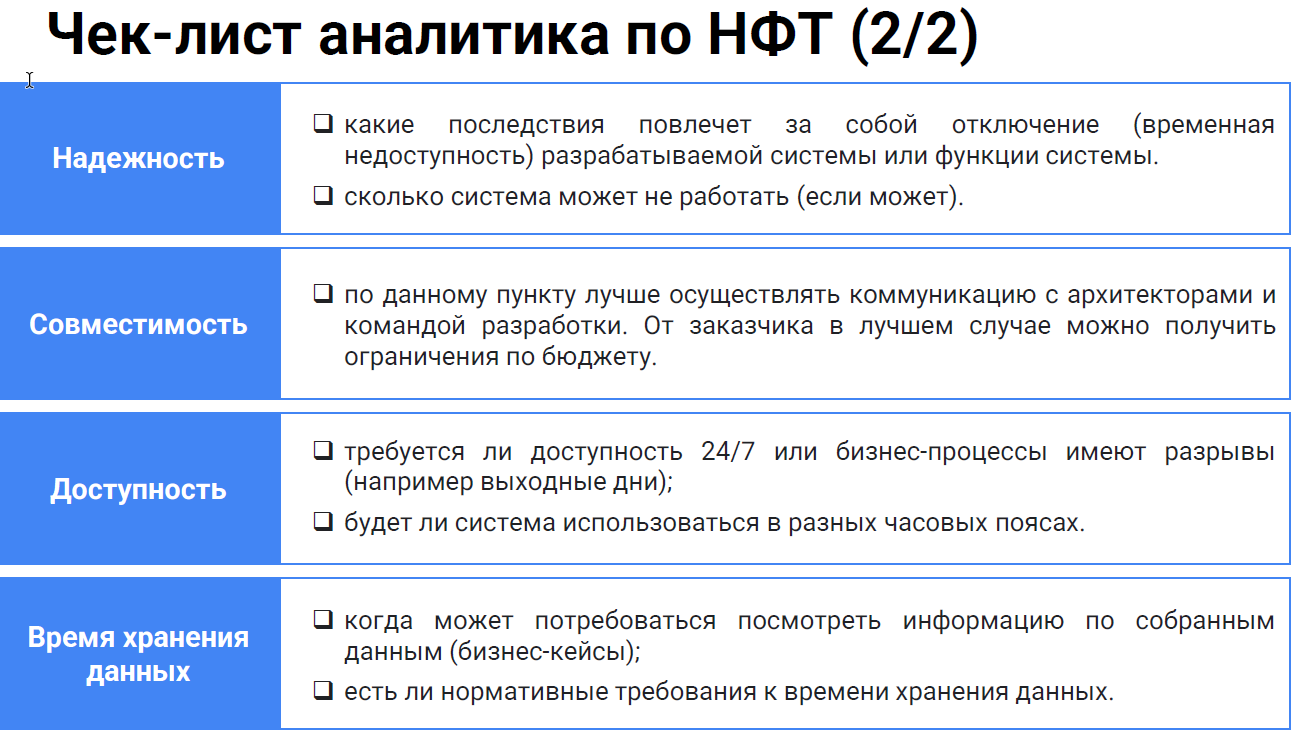 Чек-лист аналитика по НФТ (2/2)
Надежность
какие последствия повлечет за собой отключение (временная
недоступность) разрабатываемой системы или функции системы.
сколько система может не работать (если может).
Совместимость
по данному пункту лучше осуществлять коммуникацию с архитекторами и
командой разработки. От заказчика в лучшем случае можно получить
ограничения по бюджету.
Доступность
требуется ли доступность 24/7 или бизнес-процессы имеют разрывы
(например выходные дни);
будет ли система использоваться в разных часовых поясах.
Время хранения
данных
когда может потребоваться посмотреть информацию по собранным
данным (бизнес-кейсы);
есть ли нормативные требования к времени хранения данных.